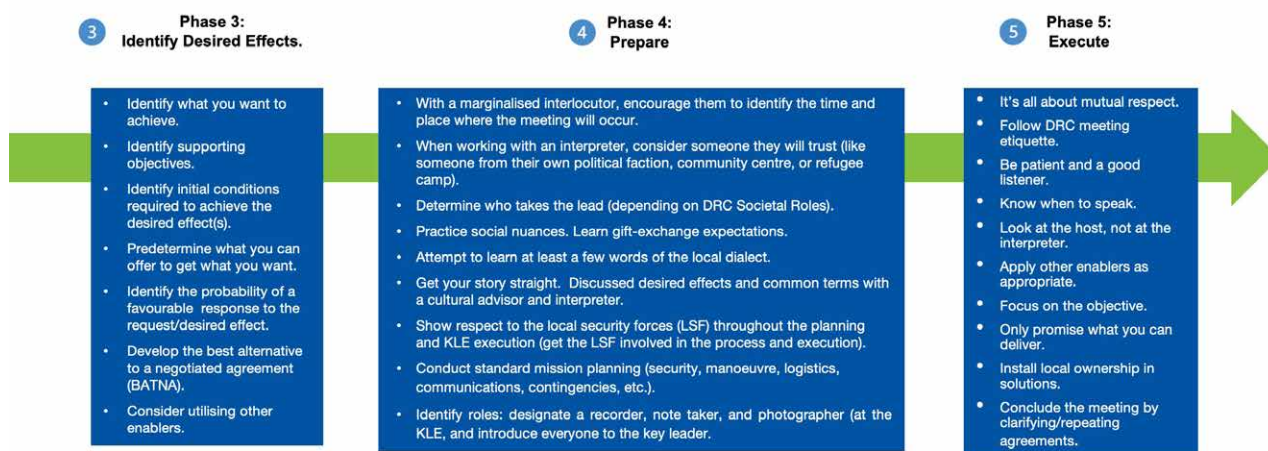 3
Phase 3:
Identify Desired Effects.
• Identify what you want to
achieve.
• Identify supporting
objectives.
• Identify initial conditions
required to achieve the
desired effect(s).
• Predetermine what you can
offer to get what you want.
• Identify the probability of a
favourable response to the
request/desired effect.
• Develop the best alternative
to a negotiated agreement
(BATNA).
• Consider utilising other
enablers.
4
Phase 4:
Prepare
• With a marginalised interlocutor, encourage them to identify the time and
place where the meeting will occur.
• When working with an interpreter, consider someone they will trust (like
someone from their own political faction, community centre, or refugee
camp).
• Determine who takes the lead (depending on DRC Societal Roles).
• Practice social nuances. Learn gift-exchange expectations.
• Attempt to learn at least a few words of the local dialect.
• Get your story straight. Discussed desired effects and common terms with
a cultural advisor and interpreter.
• Show respect to the local security forces (LSF) throughout the planning
and KLE execution (get the LSF involved in the process and execution).
• Conduct standard mission planning (security, manoeuvre, logistics,
communications, contingencies, etc.).
• Identify roles: designate a recorder, note taker, and photographer (at the
KLE, and introduce everyone to the key leader.
5
Phase 5:
Execute
• It's all about mutual respect.
• Follow DRC meeting
etiquette.
• Be patient and a good
listener.
• Know when to speak.
• Look at the host, not at the
interpreter.
• Apply other enablers as
appropriate.
• Focus on the objective.
• Only promise what you can
deliver.
• Install local ownership in
solutions.
• Conclude the meeting by
clarifying/repeating
agreements.